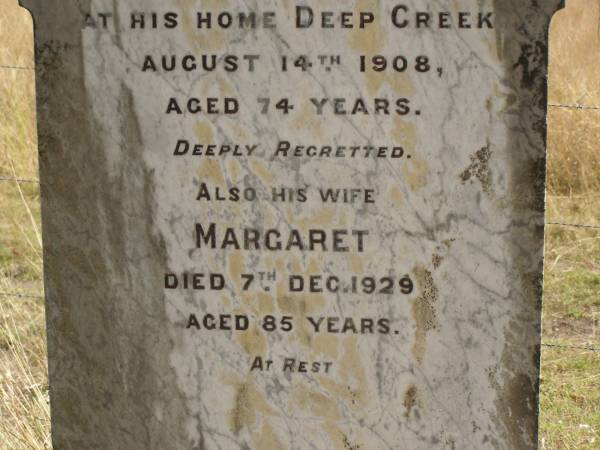 AT HIS HOME DEEP CREEK
AUGUST 14TH 1908,
AGED 74 YEARS.
DEEPLY REGRETTED.
ALSO HIS WIFE
MARGARET
DIED 7TH DEC. 1929
AGED 85 YEARS.
AT REST